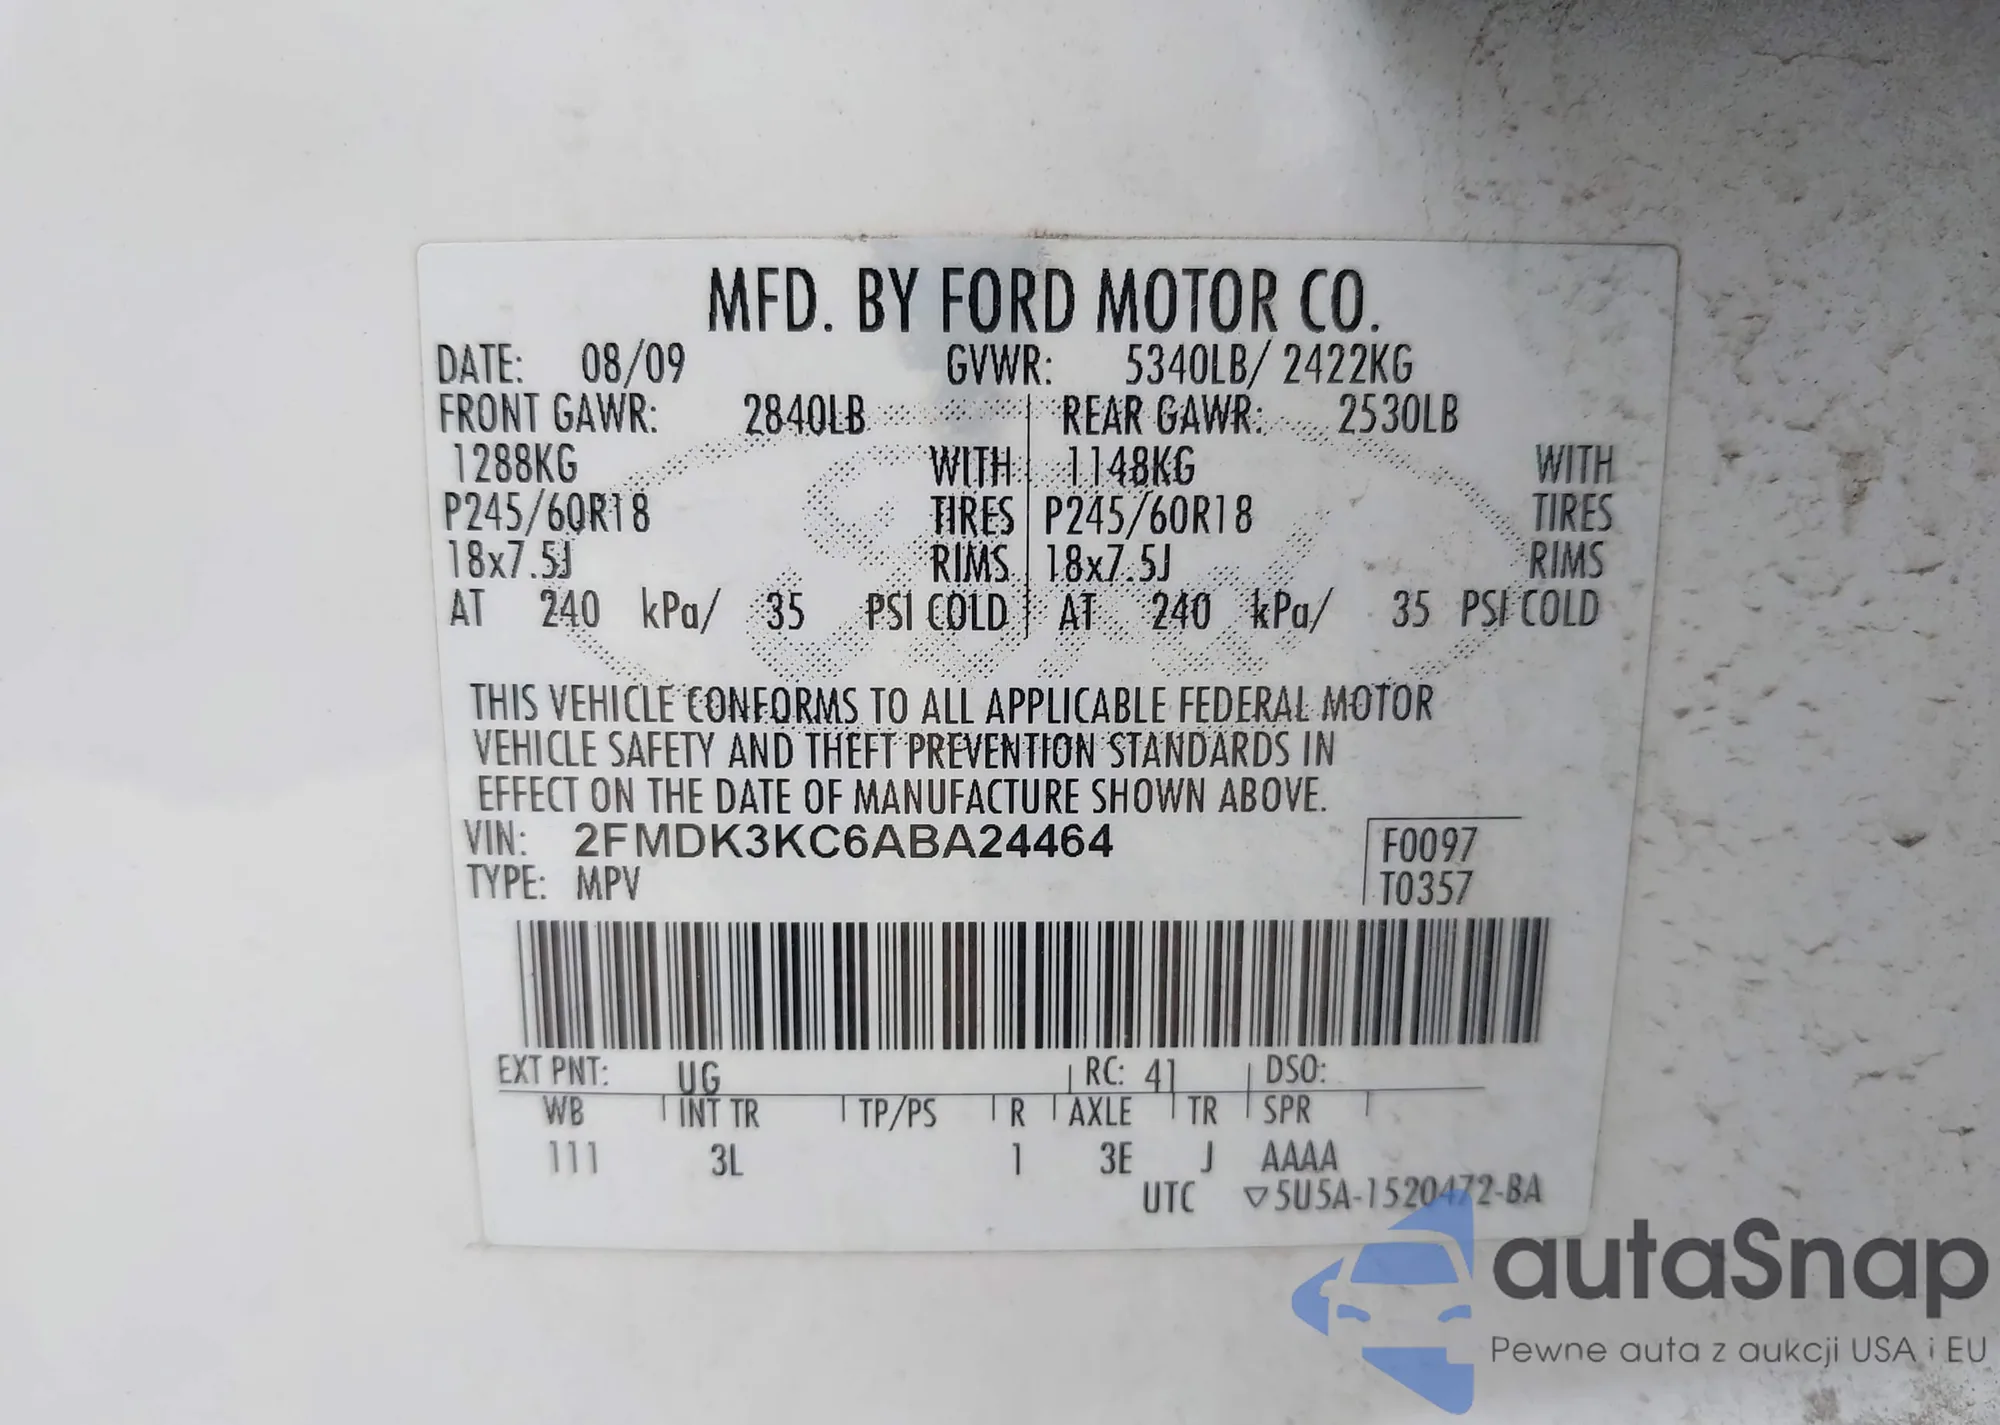 MFD. BY FORD MOTOR CO.
DATE: 08/09 GVWR: 5340LB/ 2422KG
FRONT GAWR: 2840LB REAR GAWR: 2530LB
1288KG WITH 1148KG WITH
P245/60R18 TIRES P245/60R18 TIRES
18x7.5J RIMS 18x7.5J RIMS
AT 240 kPa/ 35 PSI COLD AT 240 kPa/ 35 PSI COLD
THIS VEHICLE CONFORMS TO ALL APPLICABLE FEDERAL MOTOR
VEHICLE SAFETY AND THEFT PREVENTION STANDARDS IN
EFFECT ON THE DATE OF MANUFACTURE SHOWN ABOVE.
VIN: 2FMDK3KC6ABA24464 F0097
TYPE: MPV T0357
EXT PNT: UG RC: 41 DSO:
WB INT TR TP/PS R AXLE TR SPR
111 3L 1 3E J AAAA
UTC ▽5U5A-1520472-BA
autaSnap
Pewne auta z aukcji USA i EU